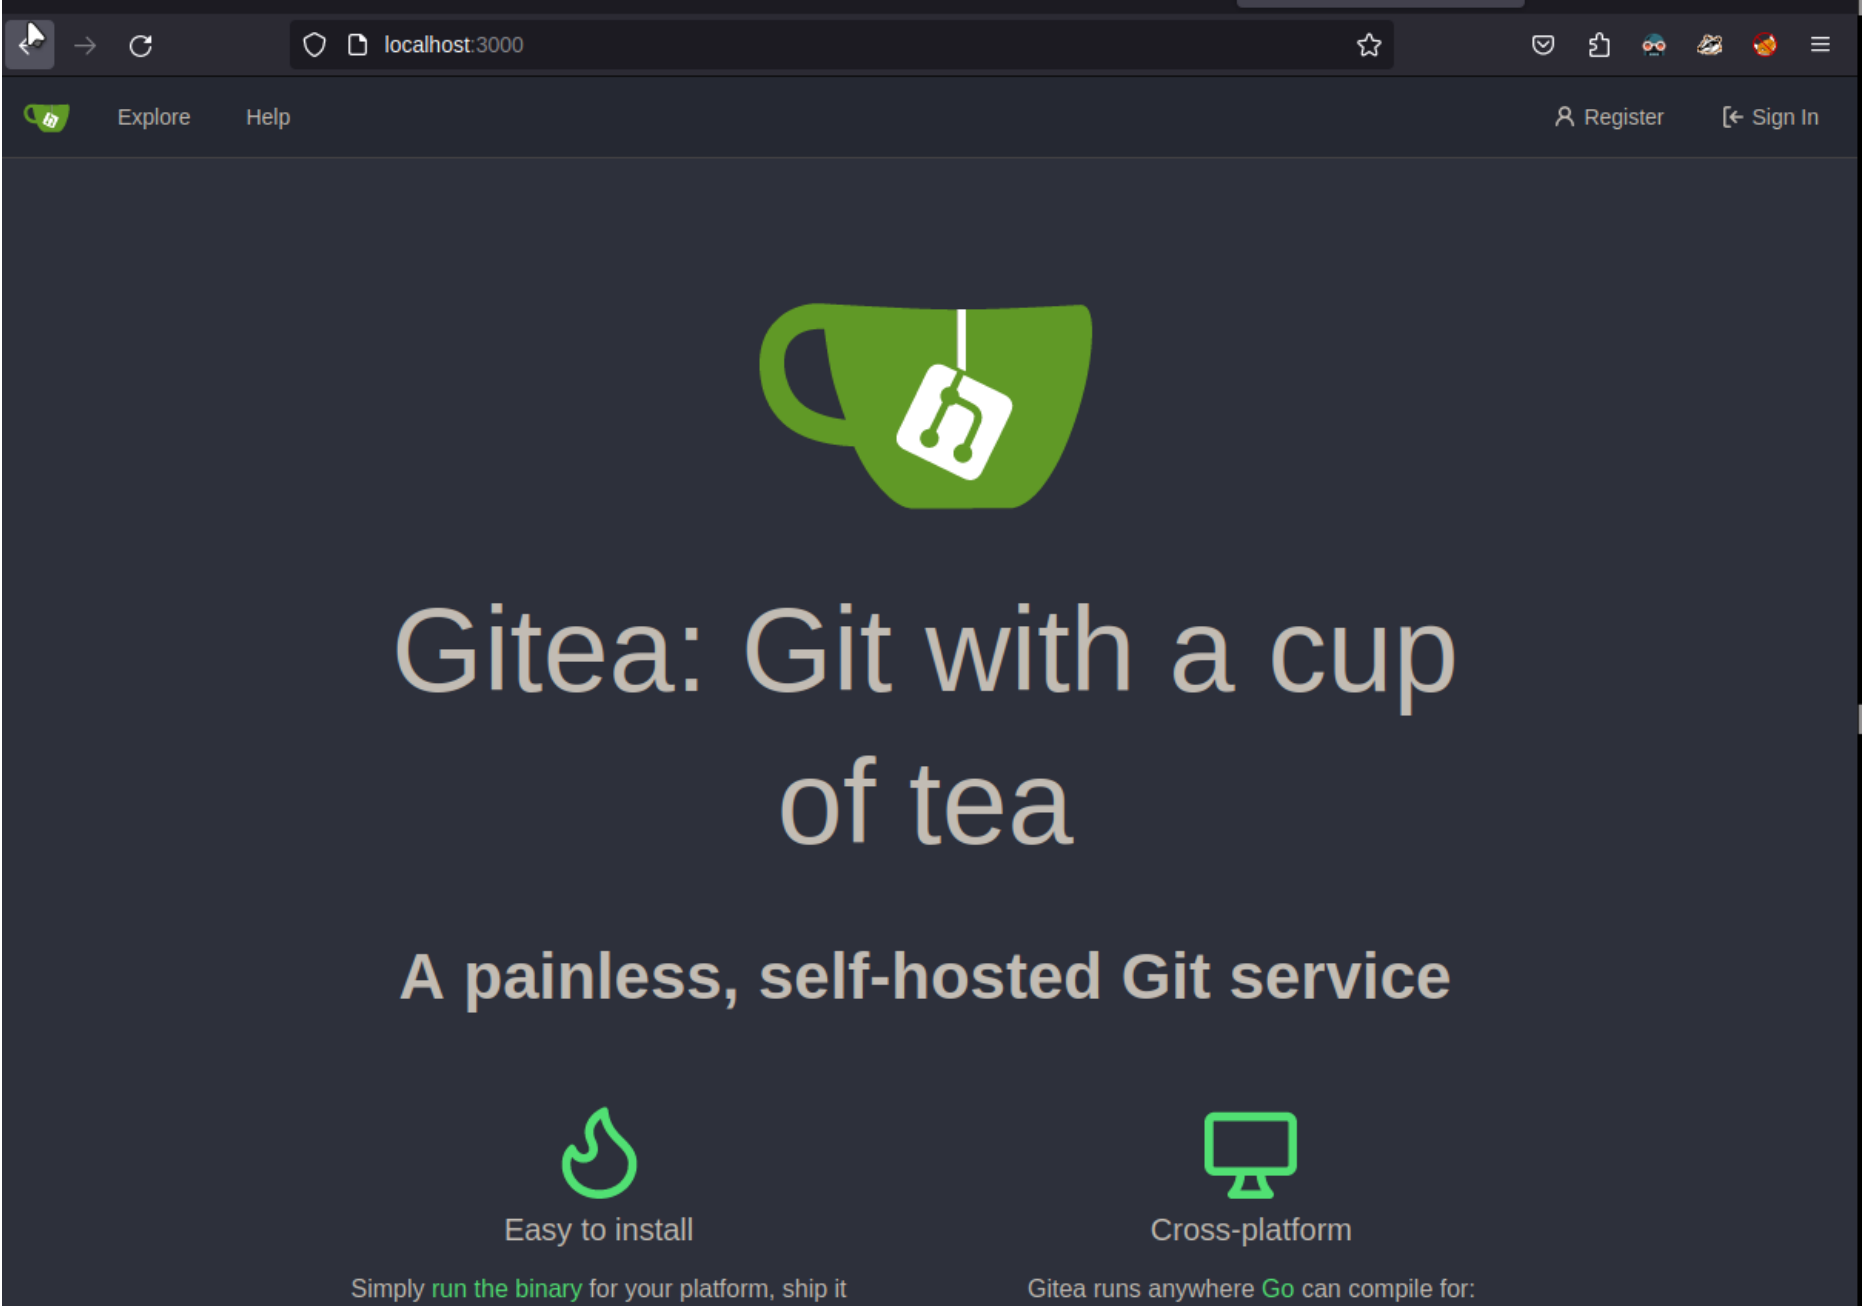 localhost:3000
Explore Help Register Sign In
Gitea: Git with a cup
of tea
A painless, self-hosted Git service
Easy to install
Simply run the binary for your platform, ship it
Cross-platform
Gitea runs anywhere Go can compile for: